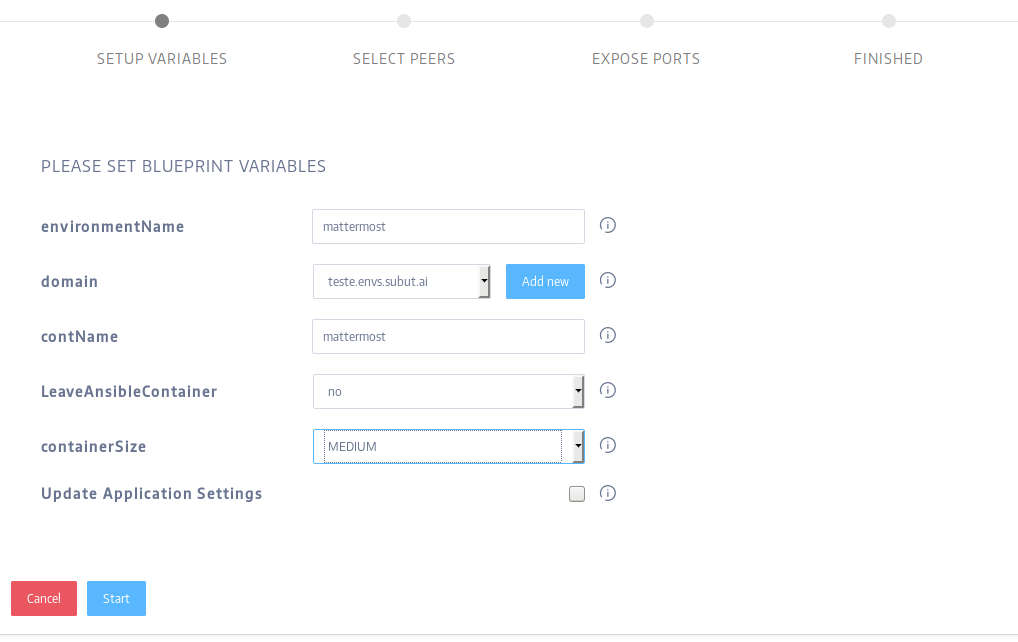 SETUP VARIABLES
SELECT PEERS
EXPOSE PORTS
FINISHED
PLEASE SET BLUEPRINT VARIABLES
environmentName
mattermost
domain
teste.envs.subut.ai
Add new
contName
mattermost
LeaveAnsibleContainer
no
containerSize
MEDIUM
Update Application Settings
Cancel
Start